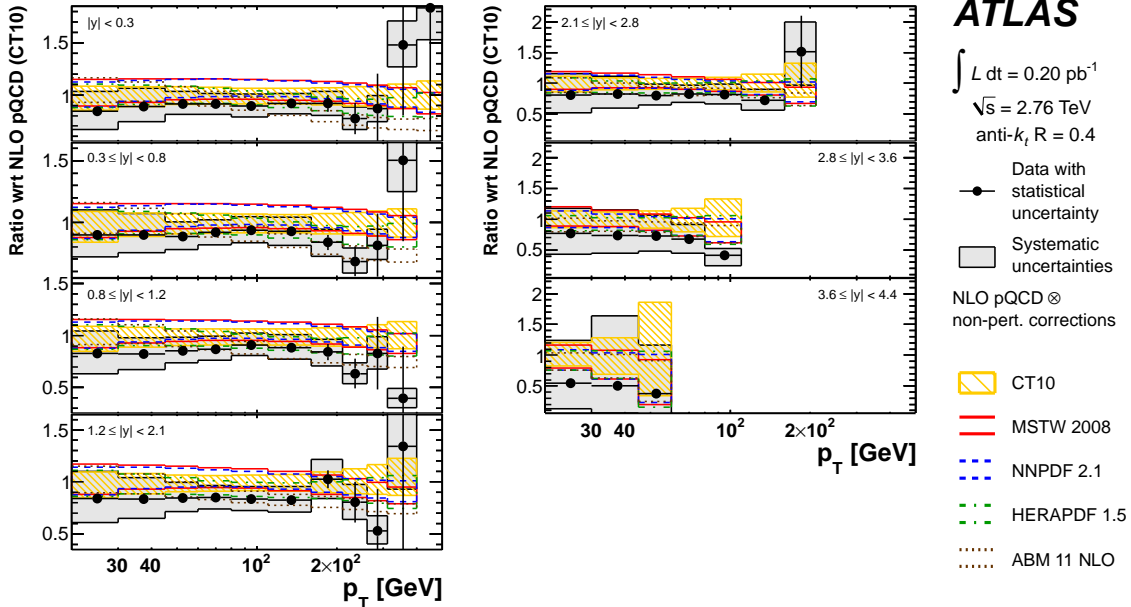 Ratio wrt NLO pQCD (CT10)
|y| < 0.3
1.5
1
0.3 ≤ |y| < 0.8
1.5
1
0.5
0.8 ≤ |y| < 1.2
1.5
1
0.5
1.2 ≤ |y| < 2.1
1.5
1
0.5
30 40 10² 2×10²
p_T [GeV]
Ratio wrt NLO pQCD (CT10)
2.1 ≤ |y| < 2.8
2
1.5
1
0.5
2.8 ≤ |y| < 3.6
2
1.5
1
0.5
3.6 ≤ |y| < 4.4
2
1.5
1
0.5
30 40 10² 2×10²
p_T [GeV]
ATLAS
∫ L dt = 0.20 pb⁻¹
√s = 2.76 TeV
anti-k_t R = 0.4
Data with
statistical
uncertainty
Systematic
uncertainties
NLO pQCD ⊗
non-pert. corrections
CT10
MSTW 2008
NNPDF 2.1
HERAPDF 1.5
ABM 11 NLO